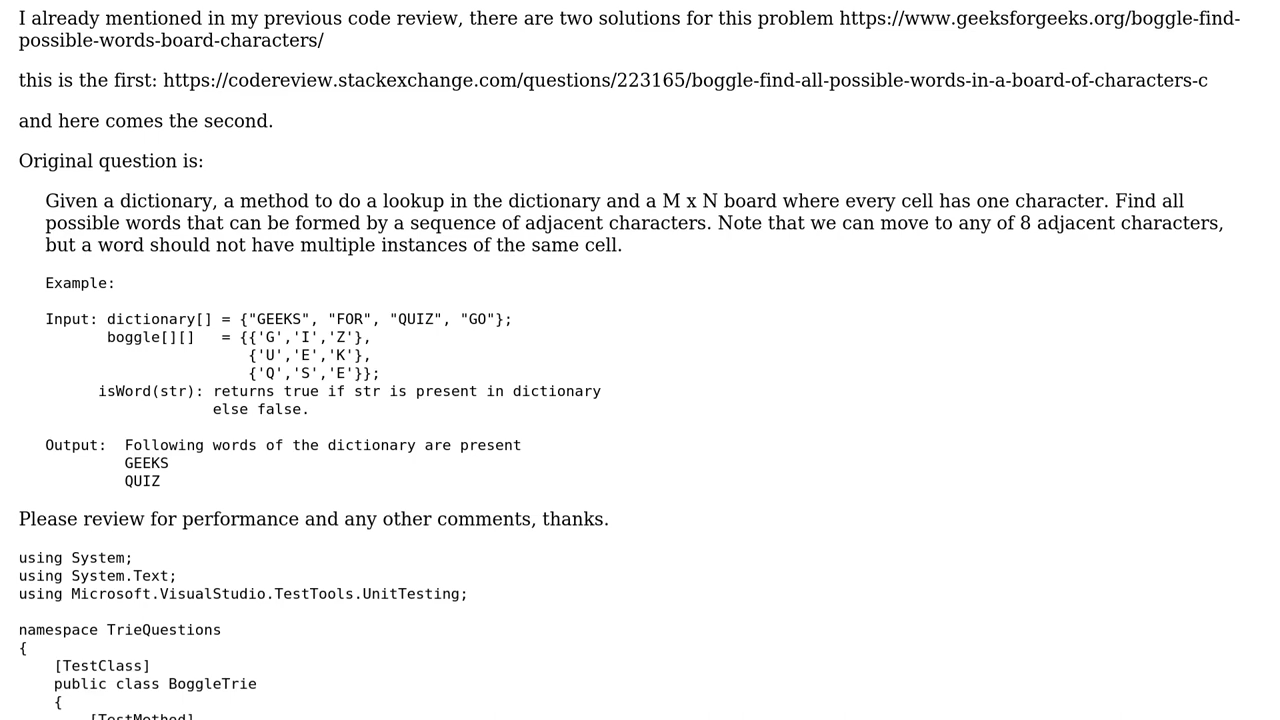 I already mentioned in my previous code review, there are two solutions for this problem https://www.geeksforgeeks.org/boggle-find-
possible-words-board-characters/
this is the first: https://codereview.stackexchange.com/questions/223165/boggle-find-all-possible-words-in-a-board-of-characters-c
and here comes the second.
Original question is:
Given a dictionary, a method to do a lookup in the dictionary and a M x N board where every cell has one character. Find all
possible words that can be formed by a sequence of adjacent characters. Note that we can move to any of 8 adjacent characters,
but a word should not have multiple instances of the same cell.
Example:
Input: dictionary[] = {"GEEKS", "FOR", "QUIZ", "GO"};
       boggle[][]   = {{'G','I','Z'},
                       {'U','E','K'},
                       {'Q','S','E'}};
      isWord(str): returns true if str is present in dictionary
                   else false.
Output:  Following words of the dictionary are present
         GEEKS
         QUIZ
Please review for performance and any other comments, thanks.
using System;
using System.Text;
using Microsoft.VisualStudio.TestTools.UnitTesting;
namespace TrieQuestions
{
    [TestClass]
    public class BoggleTrie
    {
        [TestMethod]